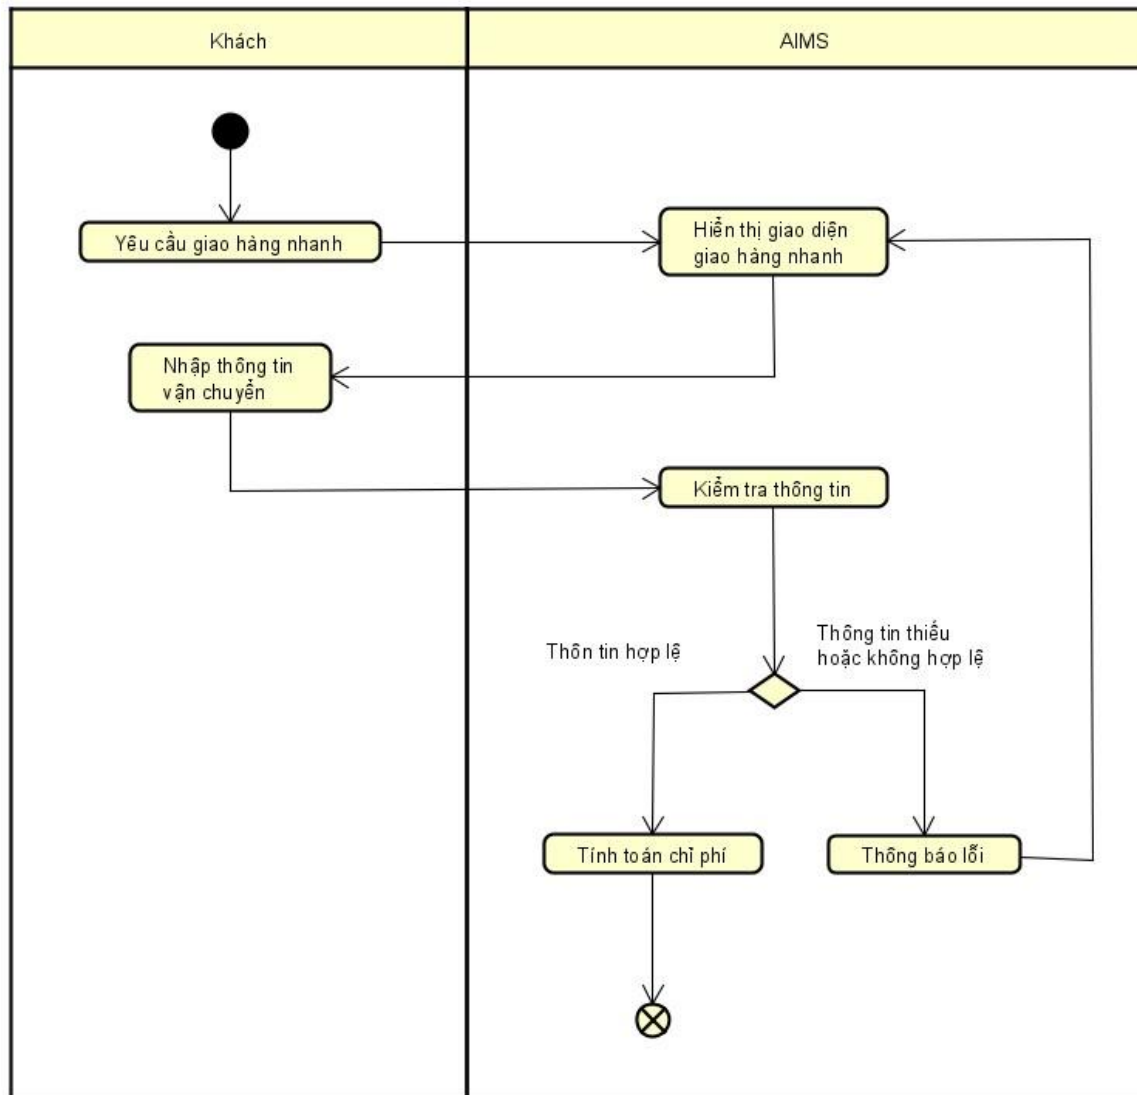 Khách
AIMS
Yêu cầu giao hàng nhanh
Hiển thị giao diện
giao hàng nhanh
Nhập thông tin
vận chuyển
Kiểm tra thông tin
Thôn tin hợp lệ
Thông tin thiếu
hoặc không hợp lệ
Tính toán chi phí
Thông báo lỗi